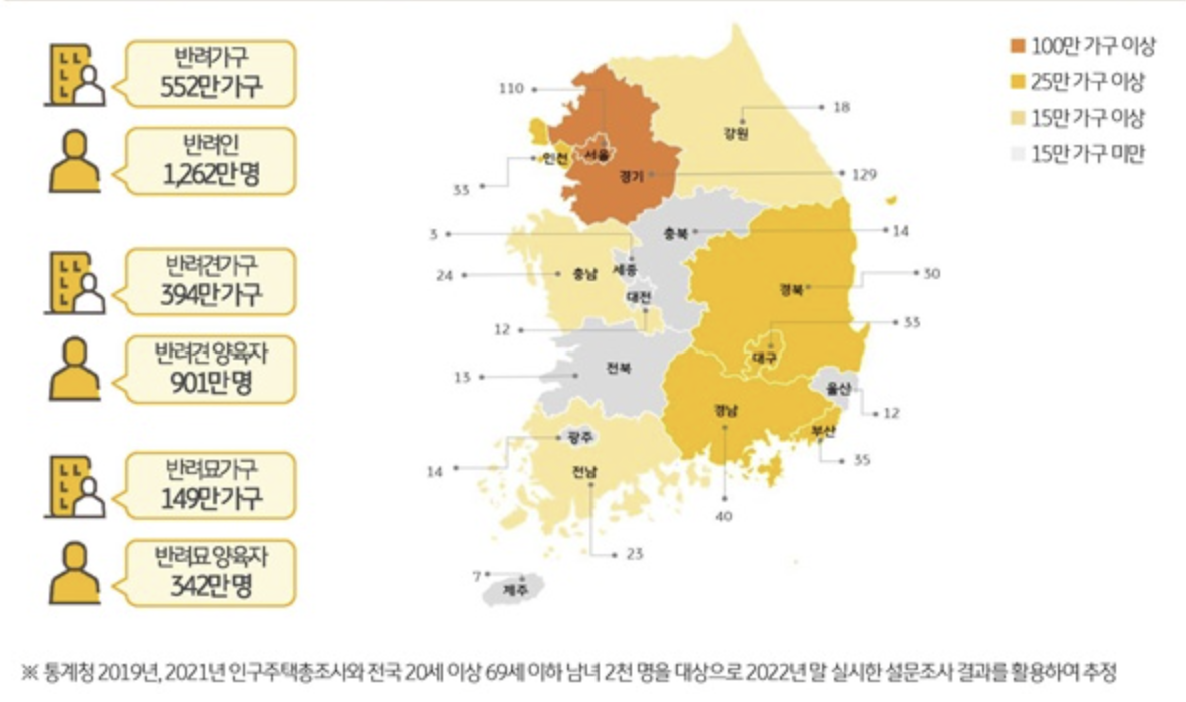 반려가구
552만 가구
반려인
1,262만 명
반려견가구
394만 가구
반려견 양육자
901만 명
반려묘가구
149만 가구
반려묘 양육자
342만 명
100만 가구 이상
25만 가구 이상
15만 가구 이상
15만 가구 미만
110
18
강원
인천
서울
33
경기
129
3
충북
14
24
충남
세종
30
경북
대전
12
33
대구
13
전북
울산
12
경남
부산
35
광주
14
전남
40
23
7
제주
※ 통계청 2019년, 2021년 인구주택총조사와 전국 20세 이상 69세 이하 남녀 2천 명을 대상으로 2022년 말 실시한 설문조사 결과를 활용하여 추정